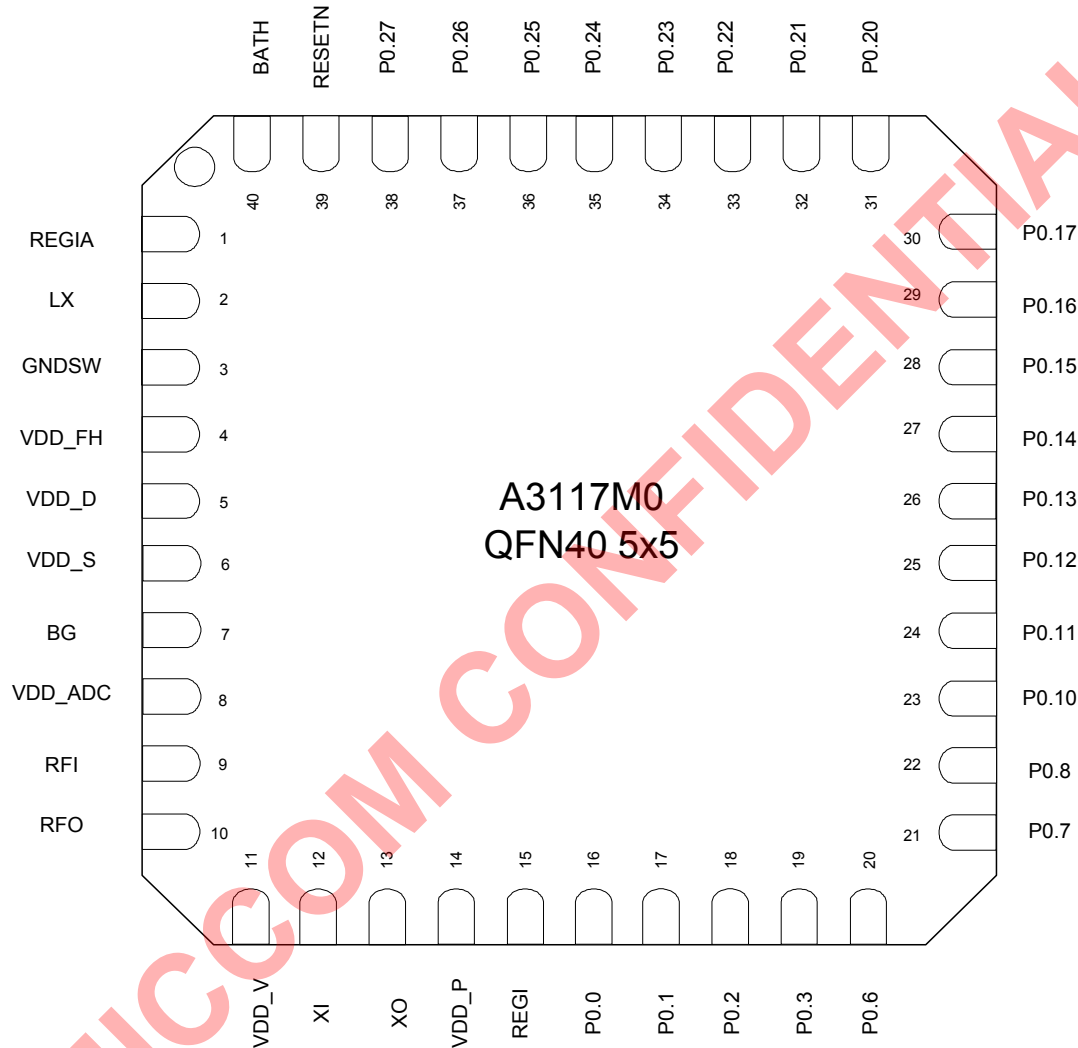 BATH
RESETN
P0.27
P0.26
P0.25
P0.24
P0.23
P0.22
P0.21
P0.20
40
39
38
37
36
35
34
33
32
31
REGIA
1
30
P0.17
LX
2
29
P0.16
GNDSW
3
28
P0.15
VDD_FH
4
27
P0.14
VDD_D
5
26
P0.13
VDD_S
6
25
P0.12
BG
7
24
P0.11
VDD_ADC
8
23
P0.10
RFI
9
22
P0.8
RFO
10
21
P0.7
A3117M0
QFN40 5x5
11
12
13
14
15
16
17
18
19
20
VDD_V
XI
XO
VDD_P
REGI
P0.0
P0.1
P0.2
P0.3
P0.6
MICCOM CONFIDENTIAL